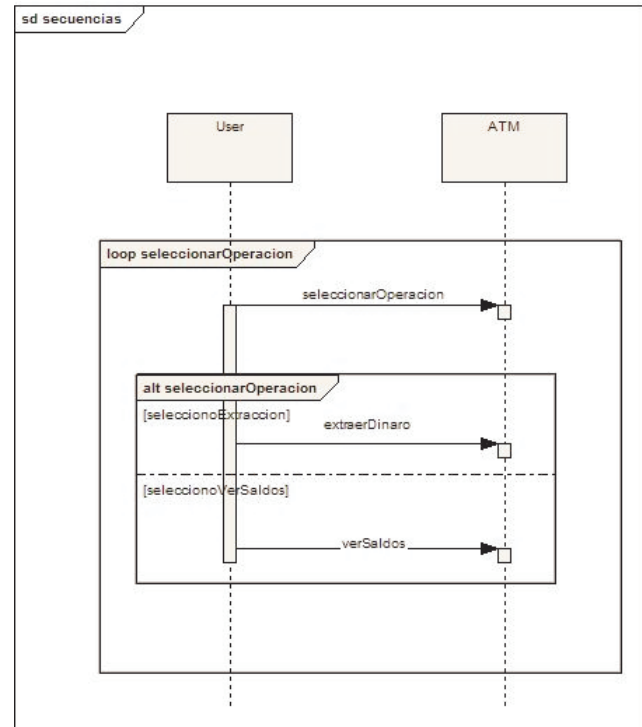 sd secuencias
User
ATM
loop seleccionarOperacion
seleccionarOperacion
alt seleccionarOperacion
[seleccionoExtraccion]
extraerDinaro
[seleccionoVerSaldos]
verSaldos